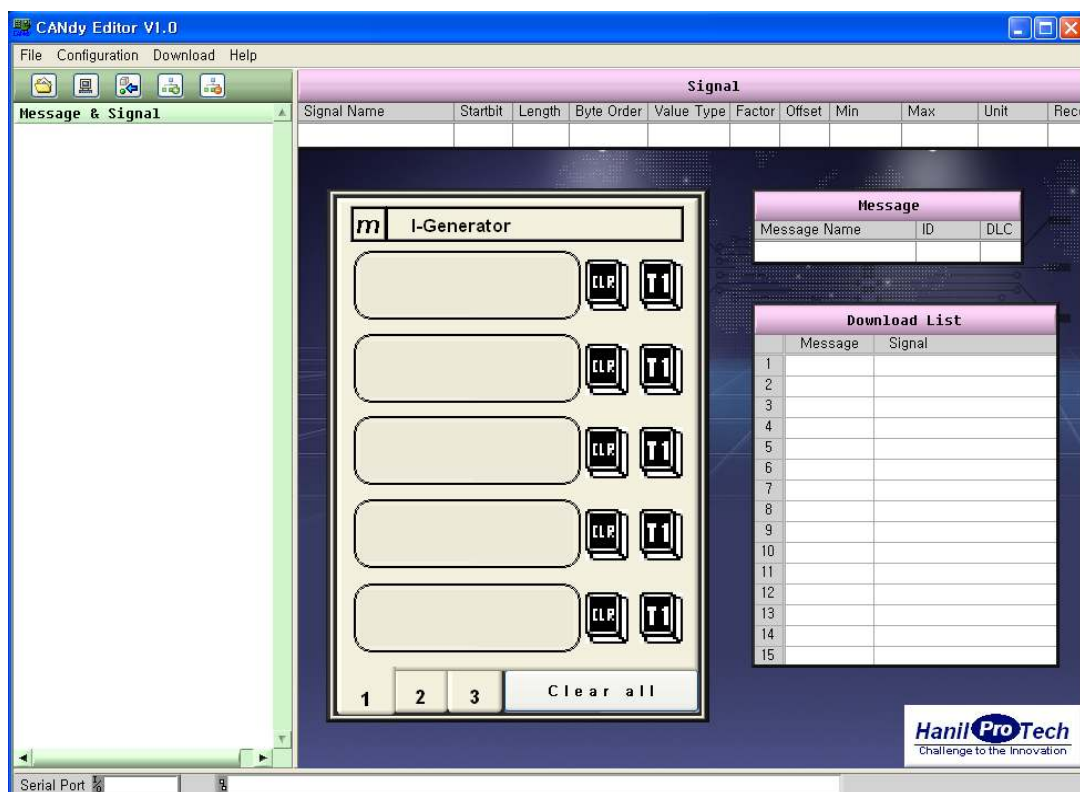 CANdy Editor V1.0
File Configuration Download Help
Message & Signal
Signal
Signal Name Startbit Length Byte Order Value Type Factor Offset Min Max Unit Rec
m I-Generator
CLR T1
CLR T1
CLR T1
CLR T1
CLR T1
1 2 3 Clear all
Message
Message Name ID DLC
Download List
Message Signal
1
2
3
4
5
6
7
8
9
10
11
12
13
14
15
Hanil ProTech
Challenge to the Innovation
Serial Port